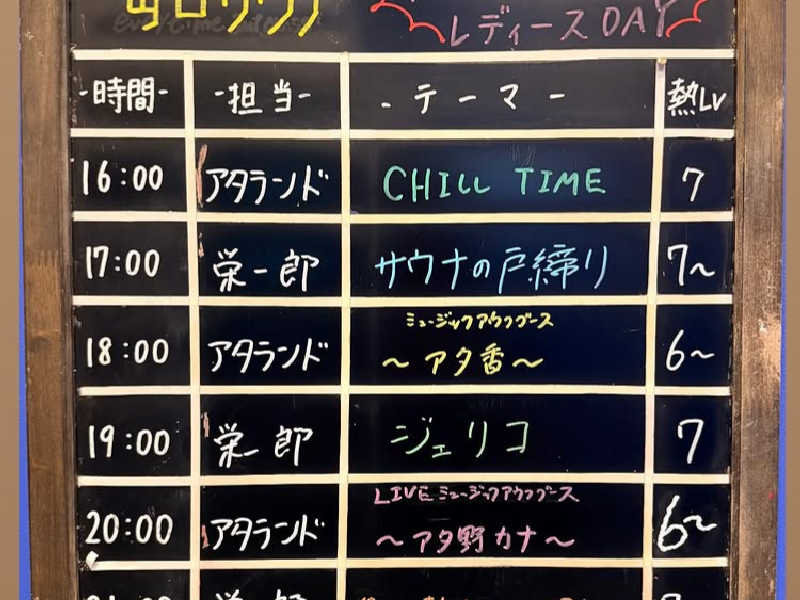 レディースDAY
-時間-
-担当-
-テーマ-
熱Lv
16:00 アタランド CHILL TIME 7
17:00 栄一郎 サウナの戸締り 7~
ミュージックアウフグース
18:00 アタランド ~アタ香~ 6~
19:00 栄一郎 ジェリコ 7
LIVEミュージックアウフグース
20:00 アタランド ~アタ野カナ~ 6~